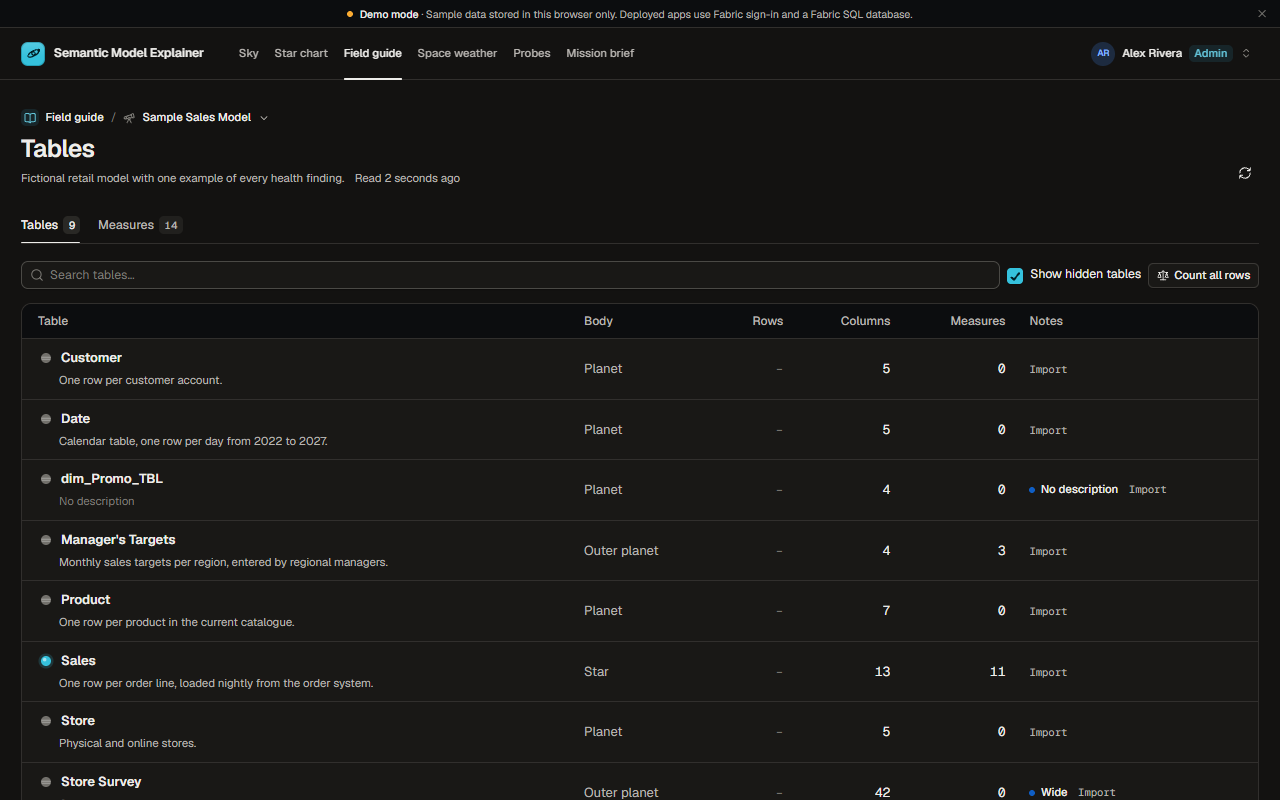 Demo mode · Sample data stored in this browser only. Deployed apps use Fabric sign-in and a Fabric SQL database.
Semantic Model Explainer Sky Star chart Field guide Space weather Probes Mission brief AR Alex Rivera Admin
Field guide / Sample Sales Model
Tables
Fictional retail model with one example of every health finding. Read 2 seconds ago
Tables 9 Measures 14
Search tables... Show hidden tables Count all rows
Table Body Rows Columns Measures Notes
Customer
One row per customer account.
Planet – 5 0 Import
Date
Calendar table, one row per day from 2022 to 2027.
Planet – 5 0 Import
dim_Promo_TBL
No description
Planet – 4 0 No description Import
Manager's Targets
Monthly sales targets per region, entered by regional managers.
Outer planet – 4 3 Import
Product
One row per product in the current catalogue.
Planet – 7 0 Import
Sales
One row per order line, loaded nightly from the order system.
Star – 13 11 Import
Store
Physical and online stores.
Planet – 5 0 Import
Store Survey
Outer planet – 42 0 Wide Import